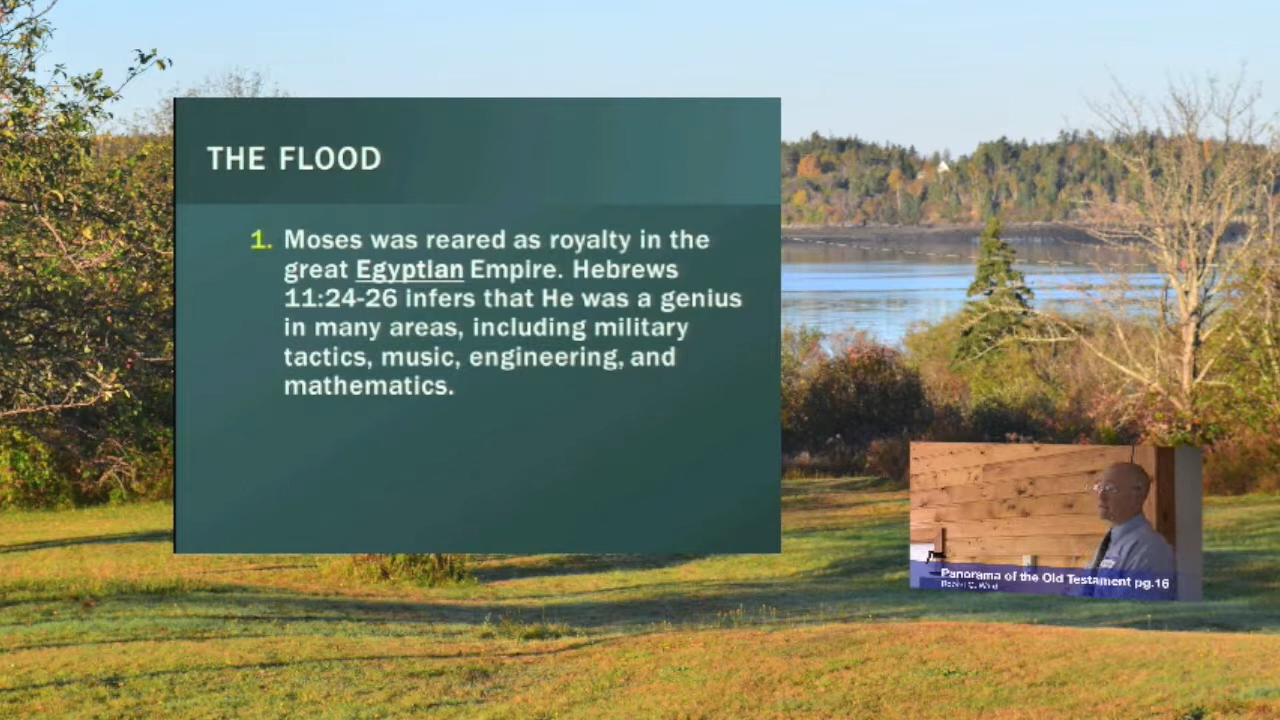 THE FLOOD
1. Moses was reared as royalty in the
great Egyptian Empire. Hebrews
11:24-26 infers that He was a genius
in many areas, including military
tactics, music, engineering, and
mathematics.
Panorama of the Old Testament pg.16